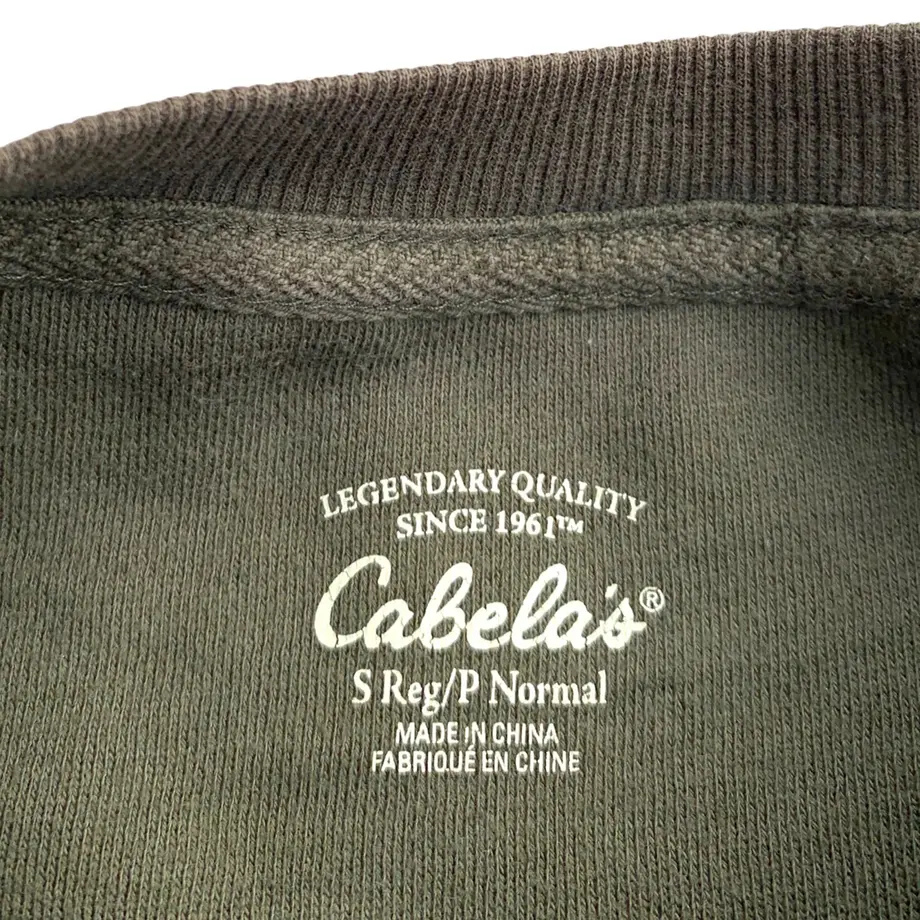 LEGENDARY QUALITY
SINCE 1961™
Cabela's®
S Reg/P Normal
MADE IN CHINA
FABRIQUÉ EN CHINE